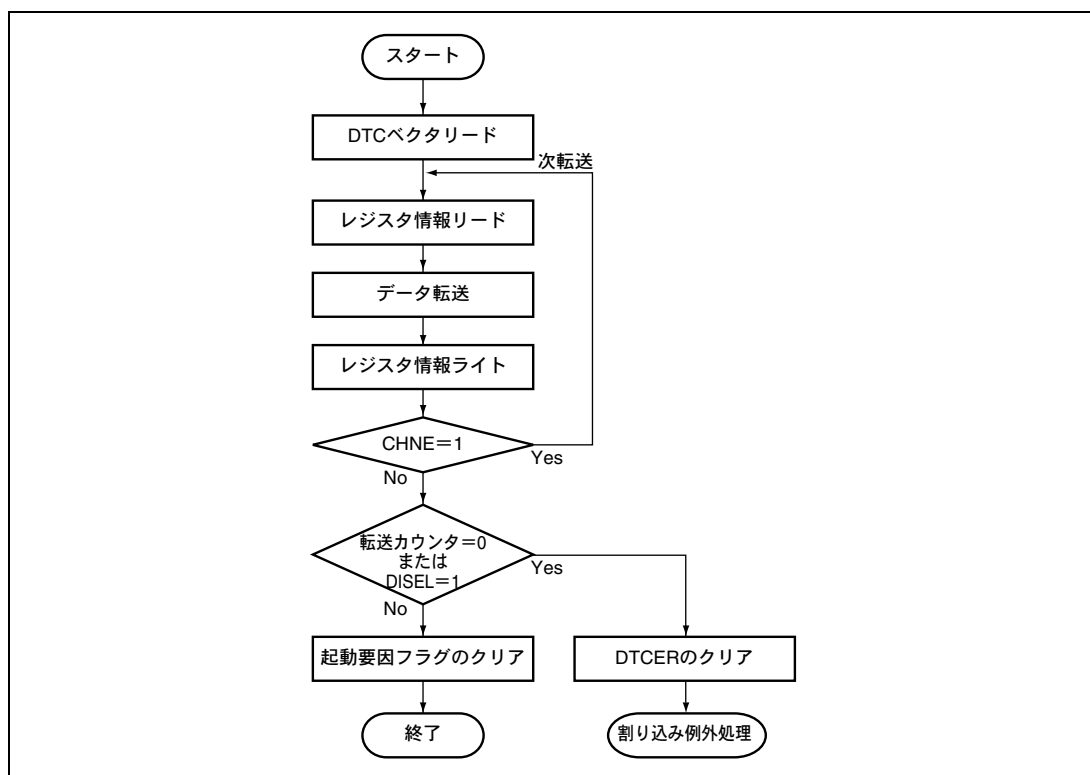 スタート
DTCベクタリード
次転送
レジスタ情報リード
データ転送
レジスタ情報ライト
CHNE＝1
Yes
No
転送カウンタ＝0
または
DISEL＝1
Yes
No
起動要因フラグのクリア
DTCERのクリア
終了
割り込み例外処理